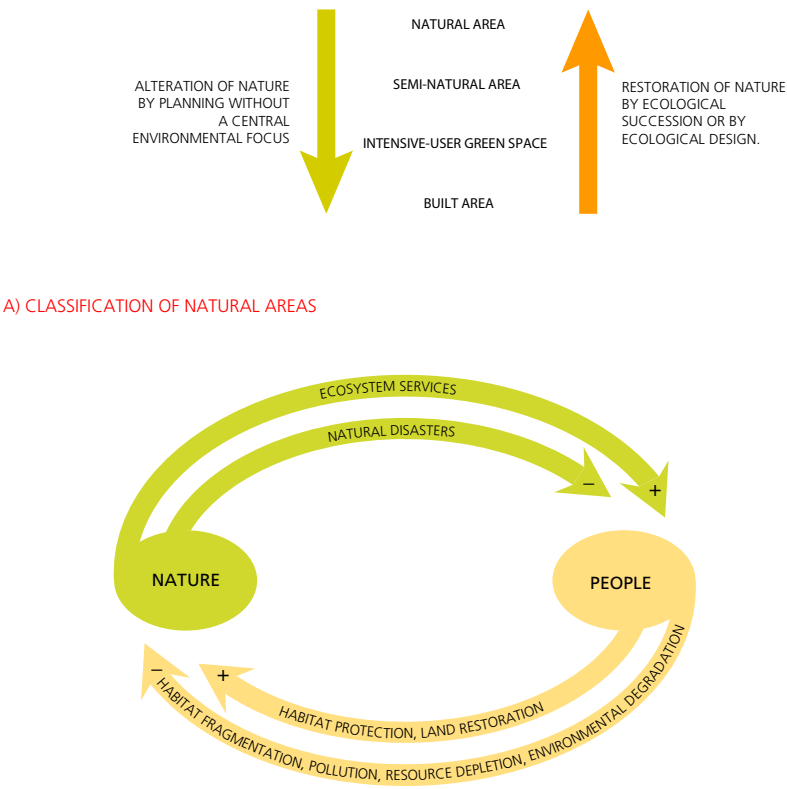 NATURAL AREA
SEMI-NATURAL AREA
INTENSIVE-USER GREEN SPACE
BUILT AREA
ALTERATION OF NATURE
BY PLANNING WITHOUT
A CENTRAL
ENVIRONMENTAL FOCUS
RESTORATION OF NATURE
BY ECOLOGICAL
SUCCESSION OR BY
ECOLOGICAL DESIGN.
A) CLASSIFICATION OF NATURAL AREAS
ECOSYSTEM SERVICES
+
NATURAL DISASTERS
–
NATURE
PEOPLE
+
HABITAT PROTECTION, LAND RESTORATION
–
HABITAT FRAGMENTATION, POLLUTION, RESOURCE DEPLETION, ENVIRONMENTAL DEGRADATION